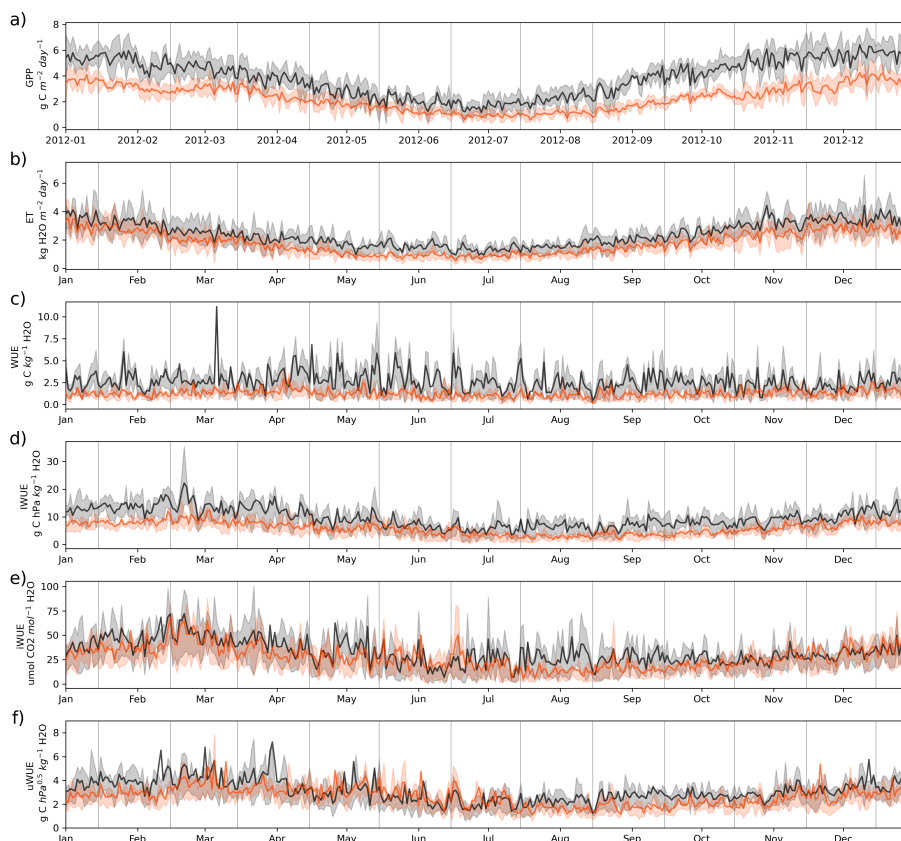 a)
GPP
g C m⁻² day⁻¹
8
6
4
2
0
2012-01 2012-02 2012-03 2012-04 2012-05 2012-06 2012-07 2012-08 2012-09 2012-10 2012-11 2012-12
b)
ET
kg H2O m⁻² day⁻¹
6
4
2
0
Jan Feb Mar Apr May Jun Jul Aug Sep Oct Nov Dec
c)
WUE
g C kg⁻¹ H2O
10.0
7.5
5.0
2.5
0.0
Jan Feb Mar Apr May Jun Jul Aug Sep Oct Nov Dec
d)
IWUE
g C hPa kg⁻¹ H2O
30
20
10
0
Jan Feb Mar Apr May Jun Jul Aug Sep Oct Nov Dec
e)
iWUE
umol CO2 mol⁻¹ H2O
100
75
50
25
0
Jan Feb Mar Apr May Jun Jul Aug Sep Oct Nov Dec
f)
uWUE
g C hPa⁰·⁵ kg⁻¹ H2O
8
6
4
2
0
Jan Feb Mar Apr May Jun Jul Aug Sep Oct Nov Dec